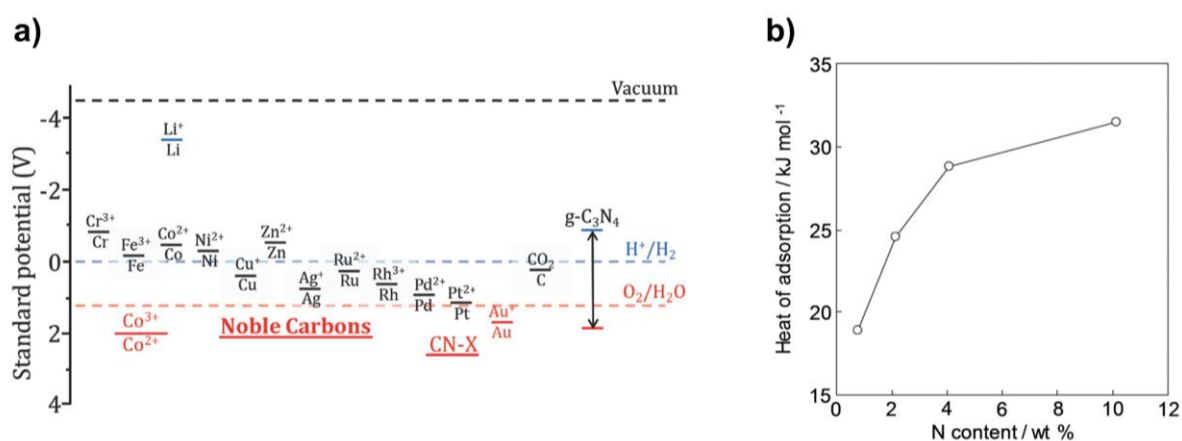 a)
Standard potential (V)
-4
-2
0
2
4
Vacuum
Li⁺
Li
Cr³⁺
Cr
Fe³⁺
Fe
Co²⁺
Co
Ni²⁺
Ni
Cu⁺
Cu
Zn²⁺
Zn
Ag⁺
Ag
Ru²⁺
Ru
Rh³⁺
Rh
Pd²⁺
Pd
Pt²⁺
Pt
Au⁺
Au
CO₂
C
g-C₃N₄
H⁺/H₂
O₂/H₂O
Co³⁺
Co²⁺
Noble Carbons
CN-X
b)
Heat of adsorption / kJ mol ⁻¹
35
30
25
20
15
0 2 4 6 8 10 12
N content / wt %